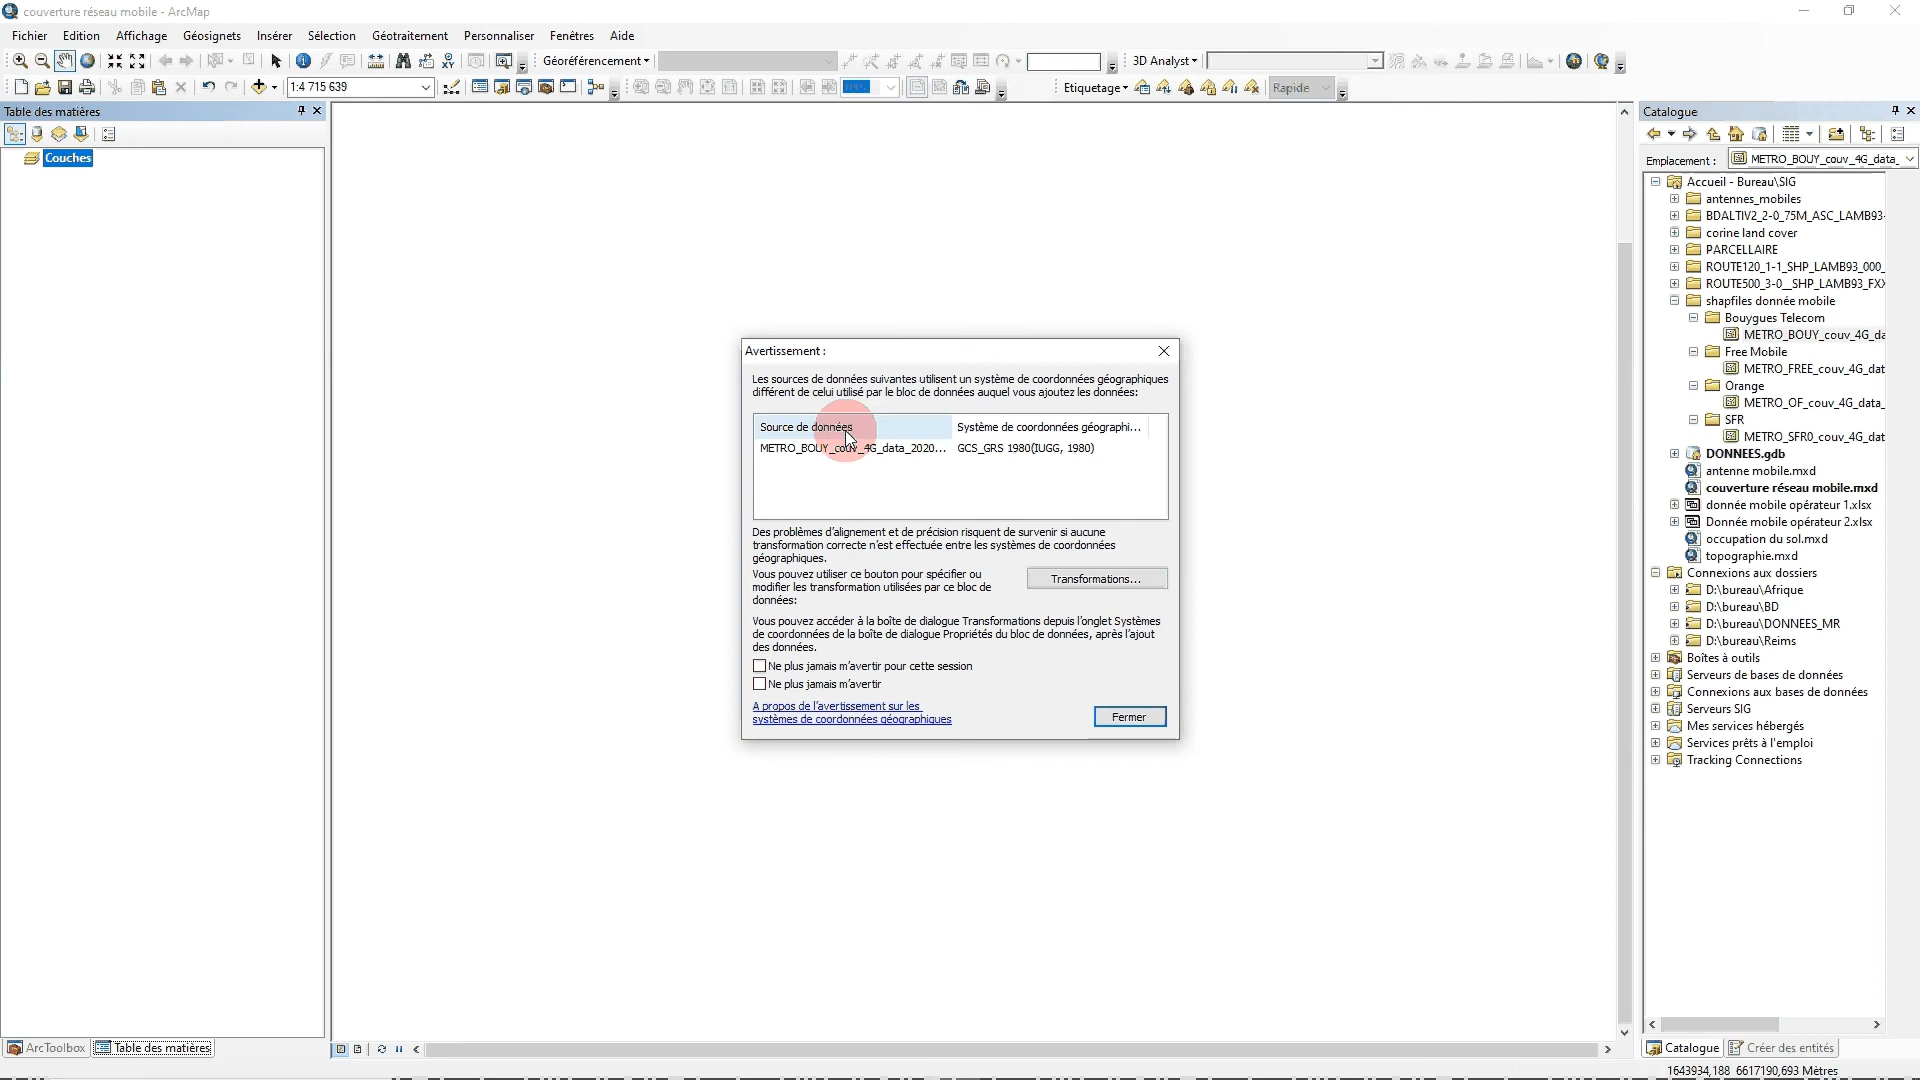 couverture réseau mobile - ArcMap
Fichier Edition Affichage Géosignets Insérer Sélection Géotraitement Personnaliser Fenêtres Aide
Géoréférencement
3D Analyst
1:4 715 639
Etiquetage
Rapide
Table des matières
Couches
ArcToolbox
Table des matières
Avertissement :
Les sources de données suivantes utilisent un système de coordonnées géographiques
différent de celui utilisé par le bloc de données auquel vous ajoutez les données:
Source de données
Système de coordonnées géographi...
METRO_BOUY_couv_4G_data_2020...
GCS_GRS 1980(IUGG, 1980)
Des problèmes d'alignement et de précision risquent de survenir si aucune
transformation correcte n'est effectuée entre les systèmes de coordonnées
géographiques.
Vous pouvez utiliser ce bouton pour spécifier ou
modifier les transformation utilisées par ce bloc de
données:
Transformations...
Vous pouvez accéder à la boîte de dialogue Transformations depuis l'onglet Systèmes
de coordonnées de la boîte de dialogue Propriétés du bloc de données, après l'ajout
des données.
Ne plus jamais m'avertir pour cette session
Ne plus jamais m'avertir
A propos de l'avertissement sur les
systèmes de coordonnées géographiques
Fermer
Catalogue
Emplacement : METRO_BOUY_couv_4G_data_
Accueil - Bureau\SIG
antennes_mobiles
BDALTIV2_2-0_75M_ASC_LAMB93-
corine land cover
PARCELLAIRE
ROUTE120_1-1_SHP_LAMB93_000_
ROUTE500_3-0__SHP_LAMB93_FXX
shapfiles donnée mobile
Bouygues Telecom
METRO_BOUY_couv_4G_da
Free Mobile
METRO_FREE_couv_4G_dat
Orange
METRO_OF_couv_4G_data_
SFR
METRO_SFR0_couv_4G_dat
DONNEES.gdb
antenne mobile.mxd
couverture réseau mobile.mxd
donnée mobile opérateur 1.xlsx
Donnée mobile opérateur 2.xlsx
occupation du sol.mxd
topographie.mxd
Connexions aux dossiers
D:\bureau\Afrique
D:\bureau\BD
D:\bureau\DONNEES_MR
D:\bureau\Reims
Boîtes à outils
Serveurs de bases de données
Connexions aux bases de données
Serveurs SIG
Mes services hébergés
Services prêts à l'emploi
Tracking Connections
Catalogue
Créer des entités
1643934,188 6617190,693 Mètres